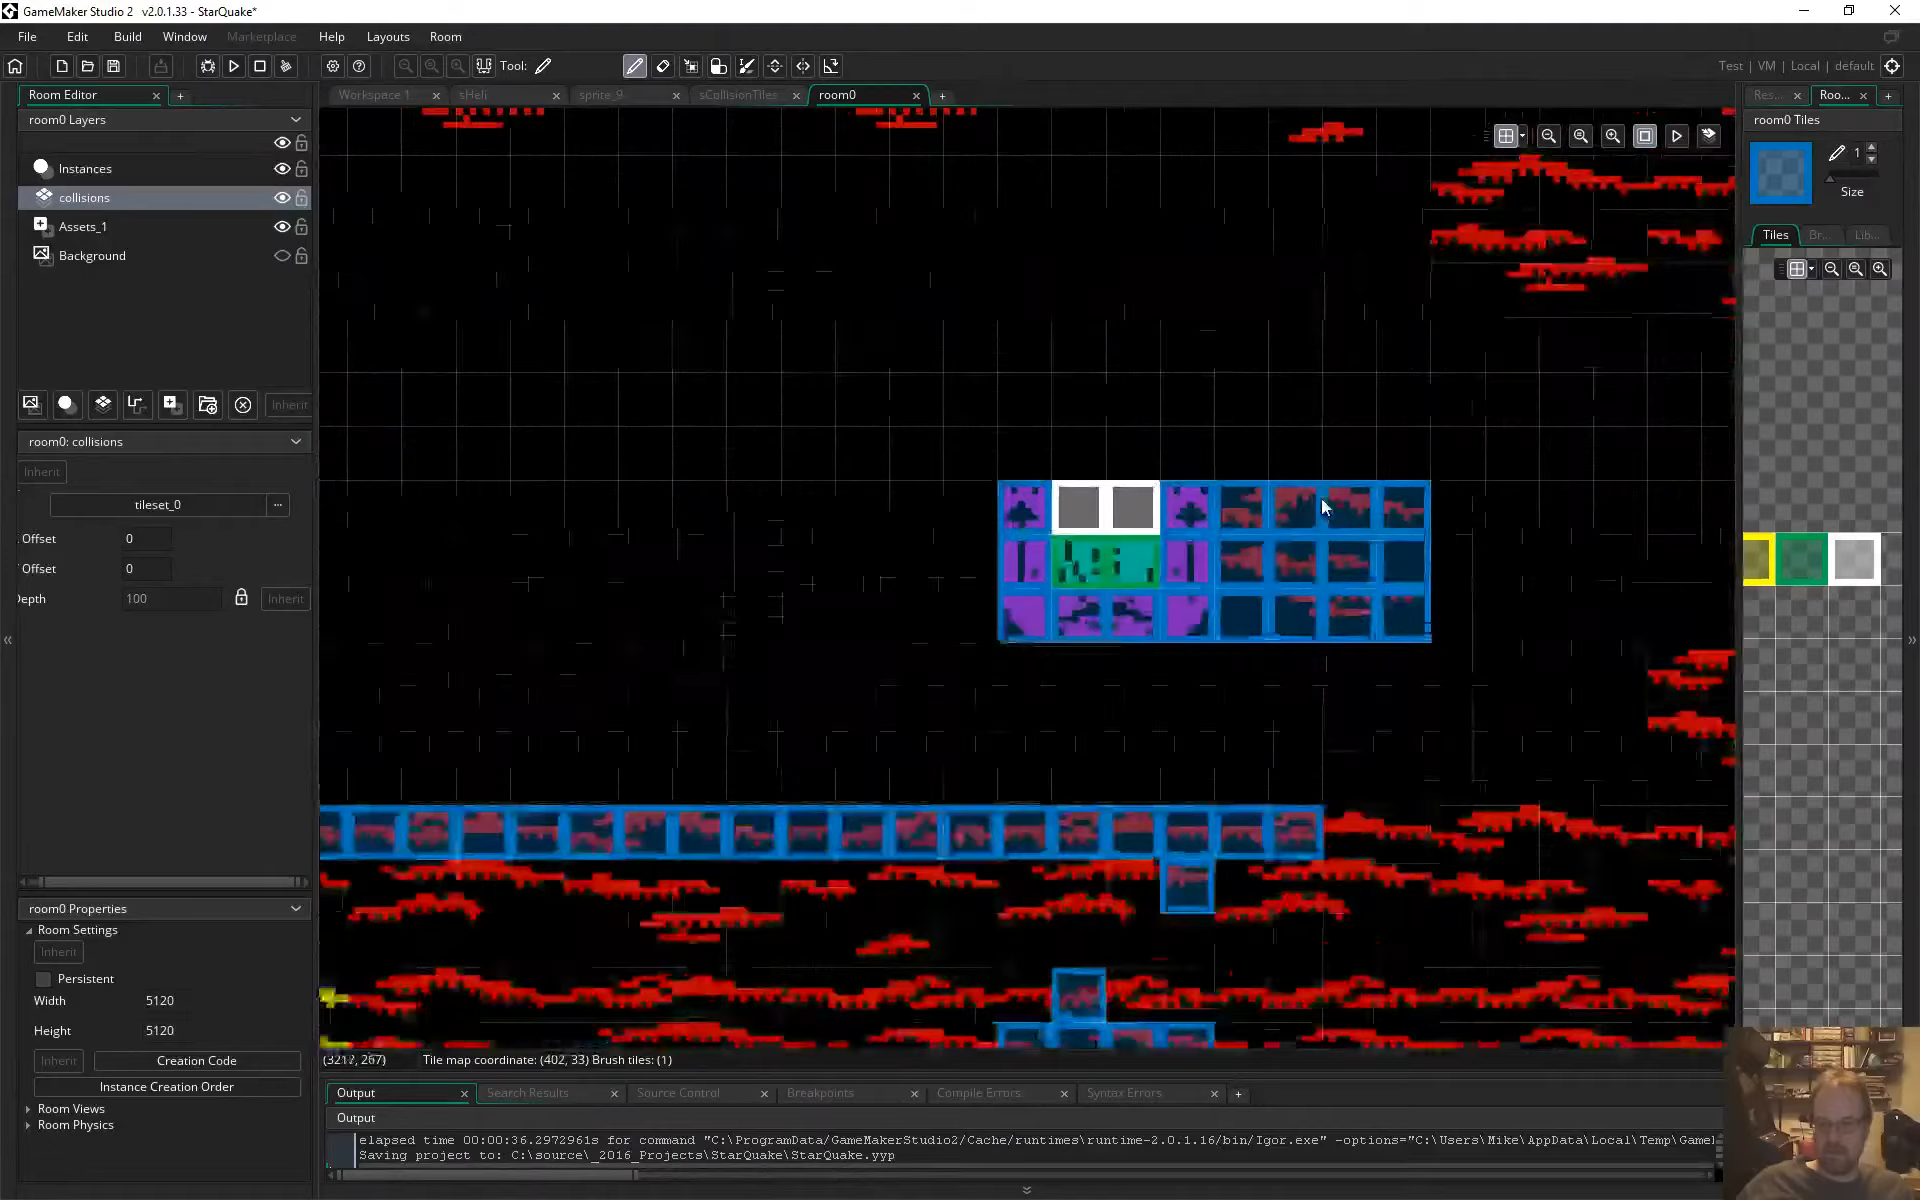 GameMaker Studio 2   v2.0.1.33 - StarQuake*
File Edit Build Window Marketplace Help Layouts Room
Tool:
Test | VM | Local | default
Room Editor
Workspace 1 sHeli sprite_9 sCollisionTiles room0
Res... Roo...
room0 Layers
room0 Tiles
Instances
collisions
Assets_1
Background
1
Size
Tiles Br... Lib...
Inherit
room0: collisions
Inherit
tileset_0 ...
Offset 0
Offset 0
Depth 100 Inherit
room0 Properties
Room Settings
Inherit
Persistent
Width 5120
Height 5120
Inherit Creation Code
Instance Creation Order
Room Views
Room Physics
(3217, 267) Tile map coordinate: (402, 33) Brush tiles: (1)
Output Search Results Source Control Breakpoints Compile Errors Syntax Errors
Output
elapsed time 00:00:36.2972961s for command "C:\ProgramData/GameMakerStudio2/Cache/runtimes\runtime-2.0.1.16/bin/Igor.exe" -options="C:\Users\Mike\AppData\Local\Temp\GameM
Saving project to: C:\source\_2016_Projects\StarQuake\StarQuake.yyp